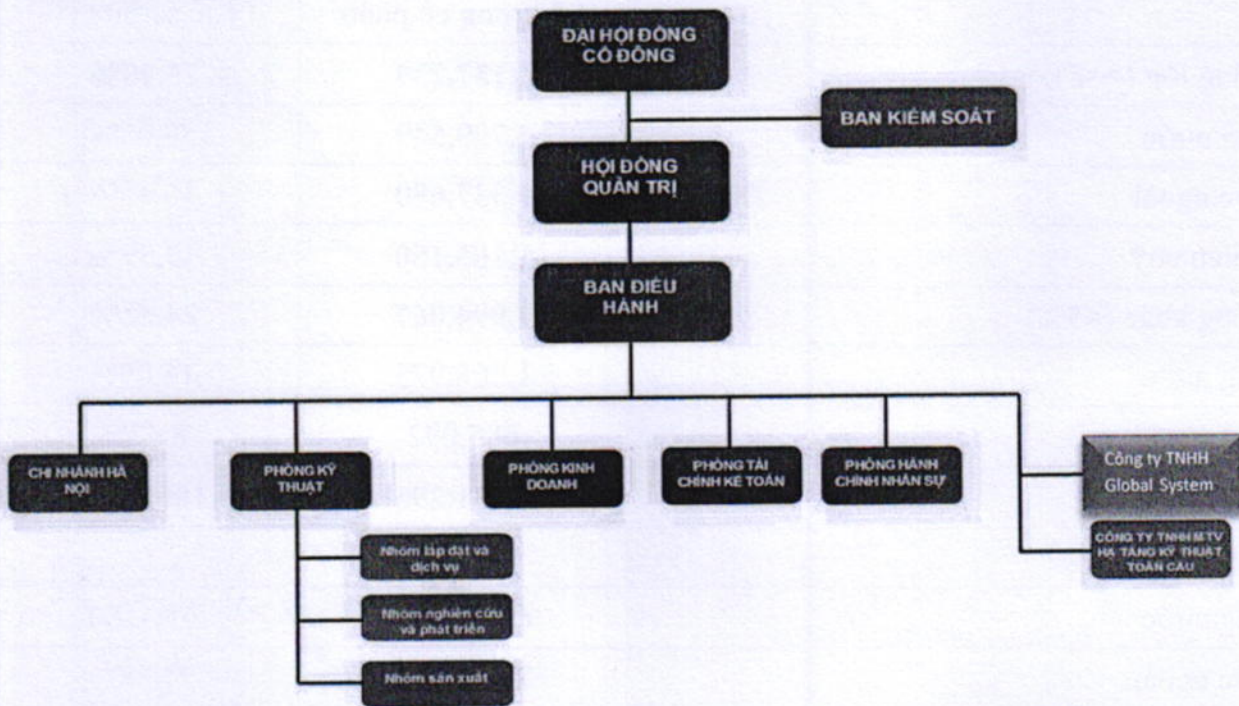 ĐẠI HỘI ĐỒNG
CỔ ĐÔNG
BAN KIỂM SOÁT
HỘI ĐỒNG
QUẢN TRỊ
BAN ĐIỀU
HÀNH
CHI NHÁNH HÀ
NỘI
PHÒNG KỸ
THUẬT
PHÒNG KINH
DOANH
PHÒNG TÀI
CHÍNH KẾ TOÁN
PHÒNG HÀNH
CHÍNH NHÂN SỰ
Công ty TNHH
Global System
CÔNG TY TNHH MTV
HẠ TẦNG KỸ THUẬT
TOÀN CẦU
Nhóm lắp đặt và
dịch vụ
Nhóm nghiên cứu
và phát triển
Nhóm sản xuất